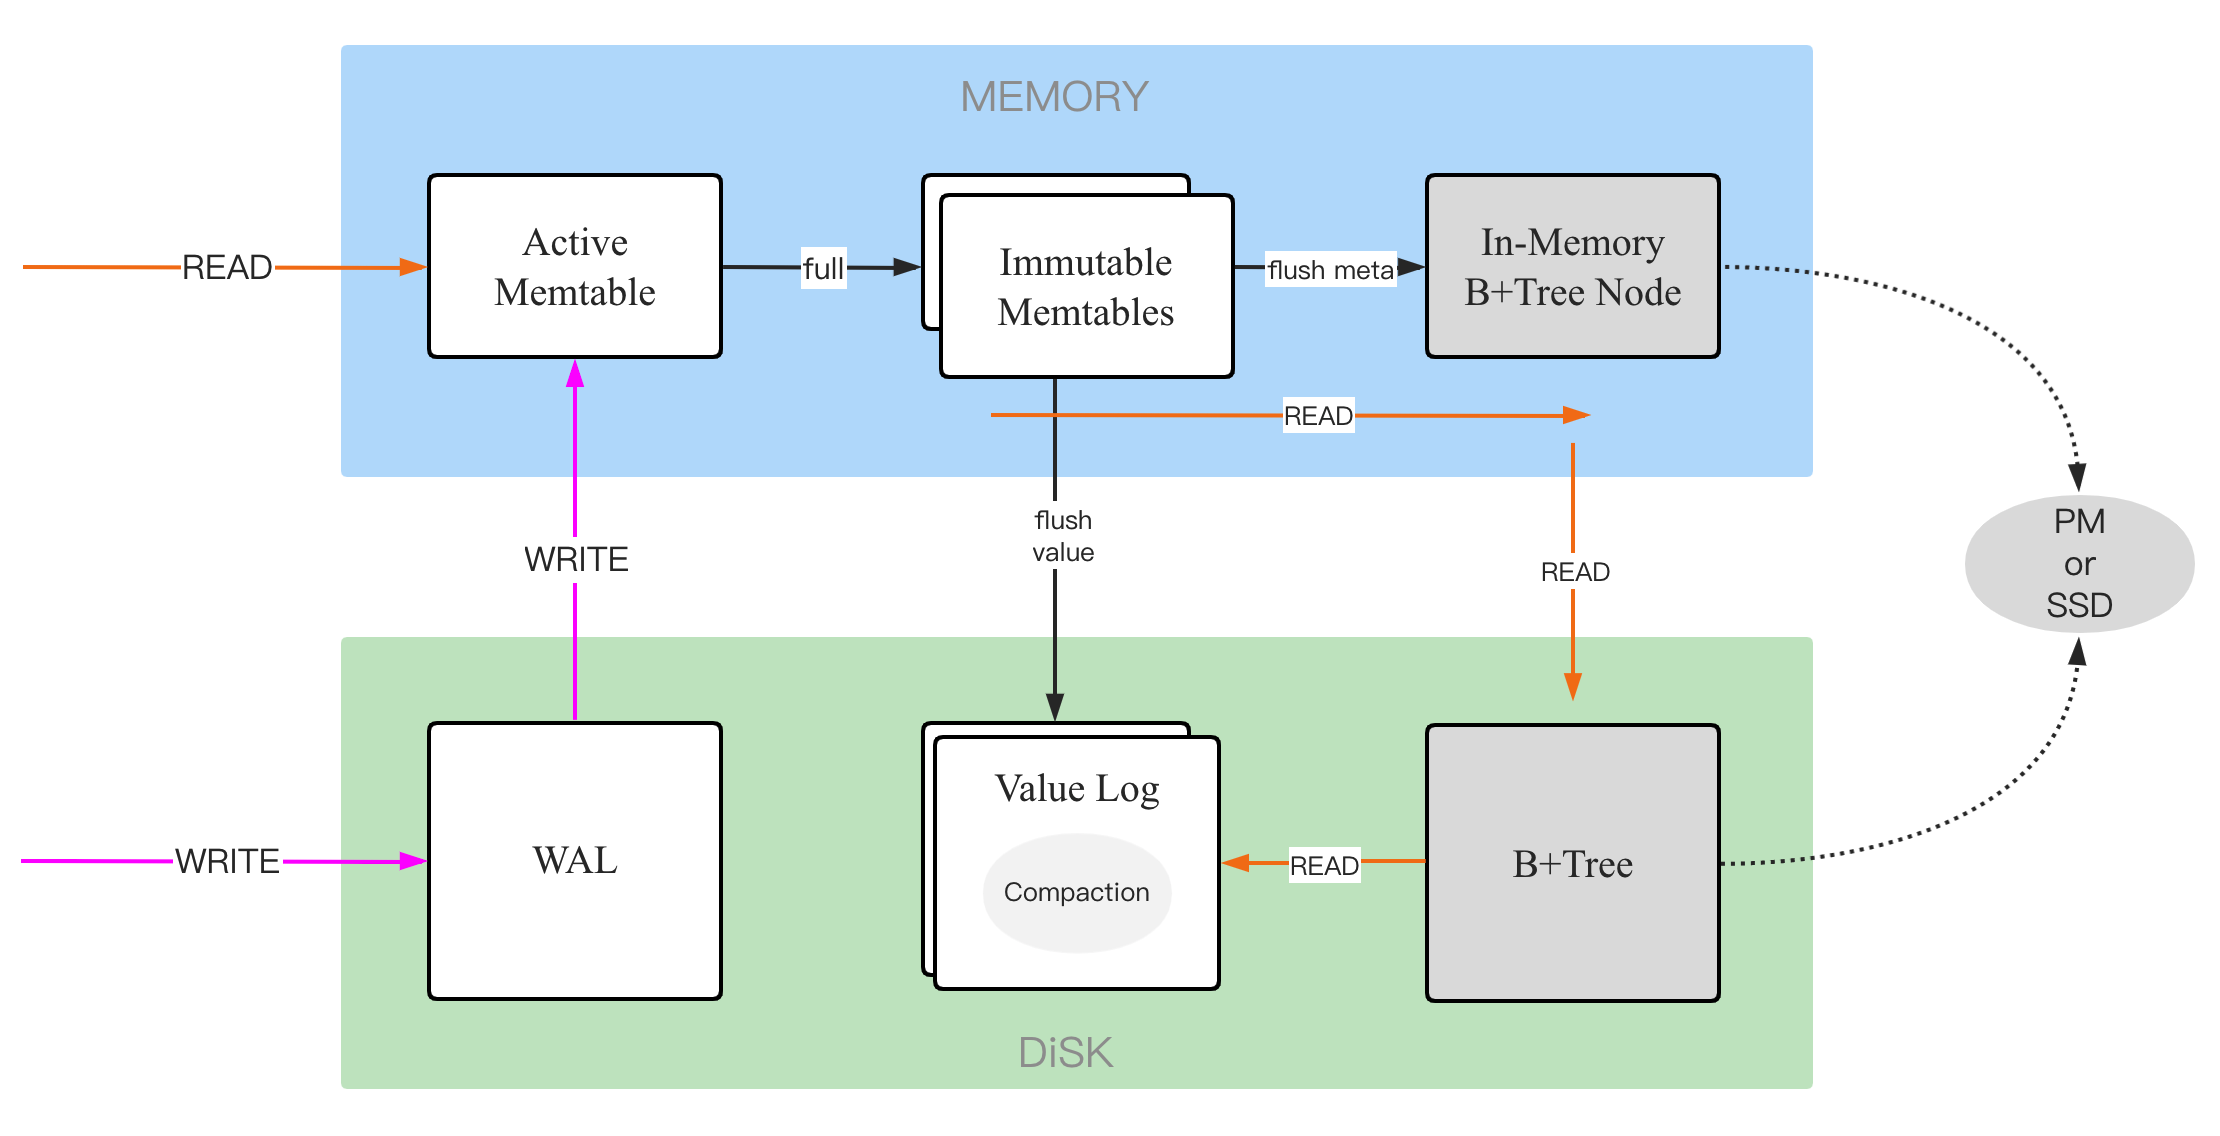 MEMORY
Active
Memtable
Immutable
Memtables
In-Memory
B+Tree Node
READ
full
flush meta
READ
PM
or
SSD
flush
value
WRITE
READ
Value Log
WRITE
WAL
Compaction
READ
B+Tree
DiSK